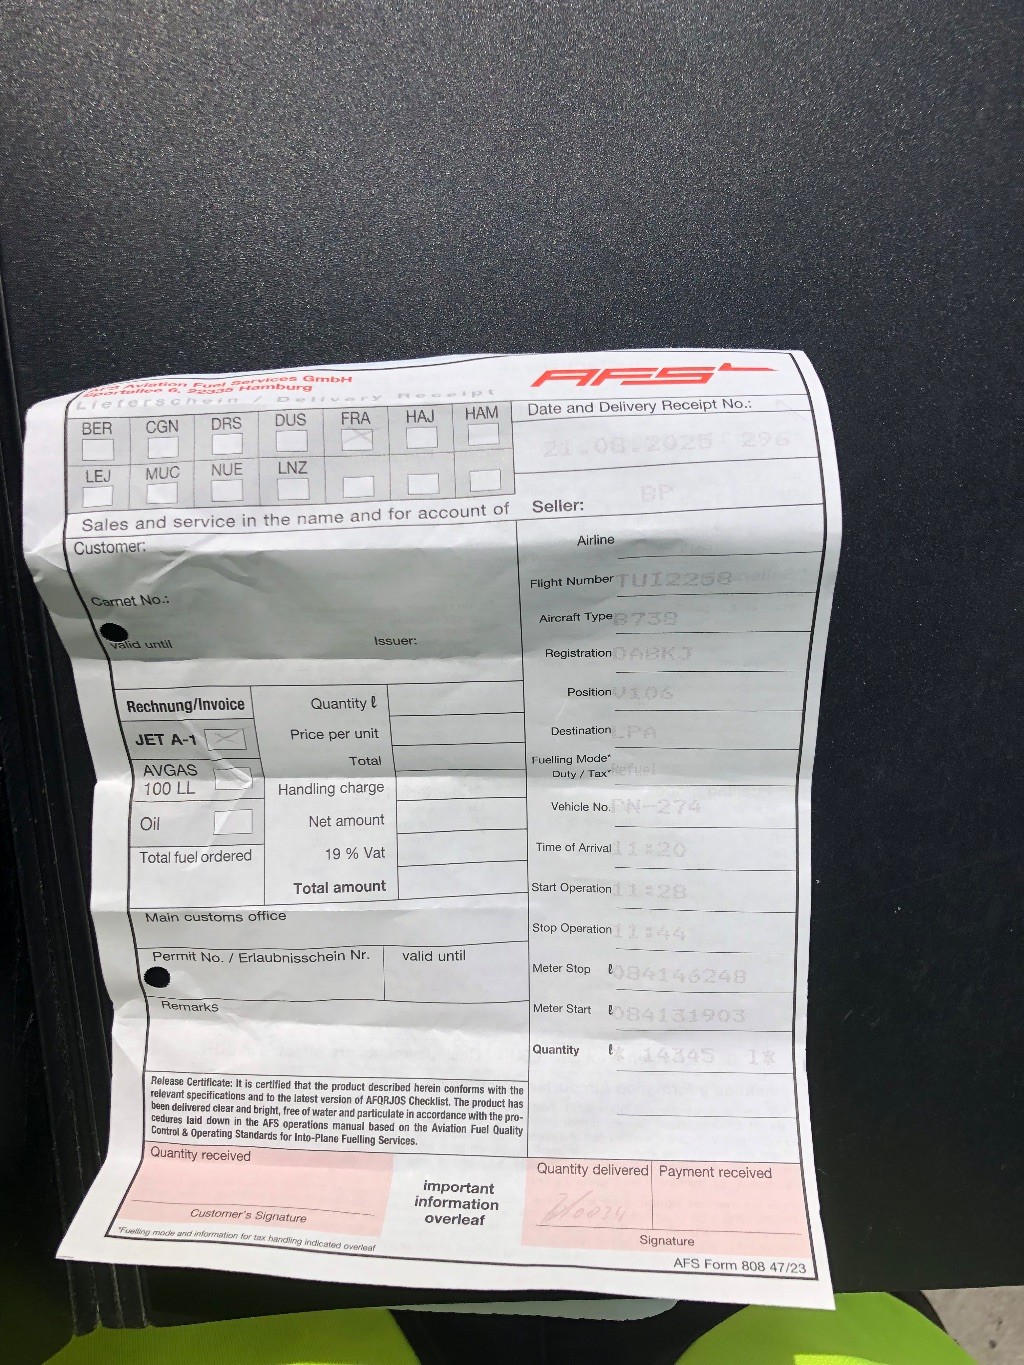 AFS Aviation Fuel Services GmbH
Sportallee 6, 22335 Hamburg
Lieferschein / Delivery Receipt
AFS
BER CGN DRS DUS FRA HAJ HAM
LEJ MUC NUE LNZ
Date and Delivery Receipt No.:
21.08.2025 296
Sales and service in the name and for account of
Seller: BP
Customer:
Carnet No.:
valid until Issuer:
Airline
Flight Number TUI2258
Aircraft Type B738
Registration DABKJ
Position V106
Destination LPA
Fuelling Mode*
Duty / Tax* Refuel
Vehicle No. PN-274
Time of Arrival 11:20
Start Operation 11:28
Stop Operation 11:44
Meter Stop ℓ 084146248
Meter Start ℓ 084131903
Quantity ℓ * 14345 l*
Rechnung/Invoice
JET A-1
AVGAS
100 LL
Oil
Total fuel ordered
Quantity ℓ
Price per unit
Total
Handling charge
Net amount
19 % Vat
Total amount
Main customs office
Permit No. / Erlaubnisschein Nr. valid until
Remarks
Release Certificate: It is certified that the product described herein conforms with the
relevant specifications and to the latest version of AFQRJOS Checklist. The product has
been delivered clear and bright, free of water and particulate in accordance with the pro-
cedures laid down in the AFS operations manual based on the Aviation Fuel Quality
Control & Operating Standards for Into-Plane Fuelling Services.
Quantity received
Customer's Signature
important
information
overleaf
Quantity delivered Payment received
Signature
*Fuelling mode and information for tax handling indicated overleaf
AFS Form 808 47/23